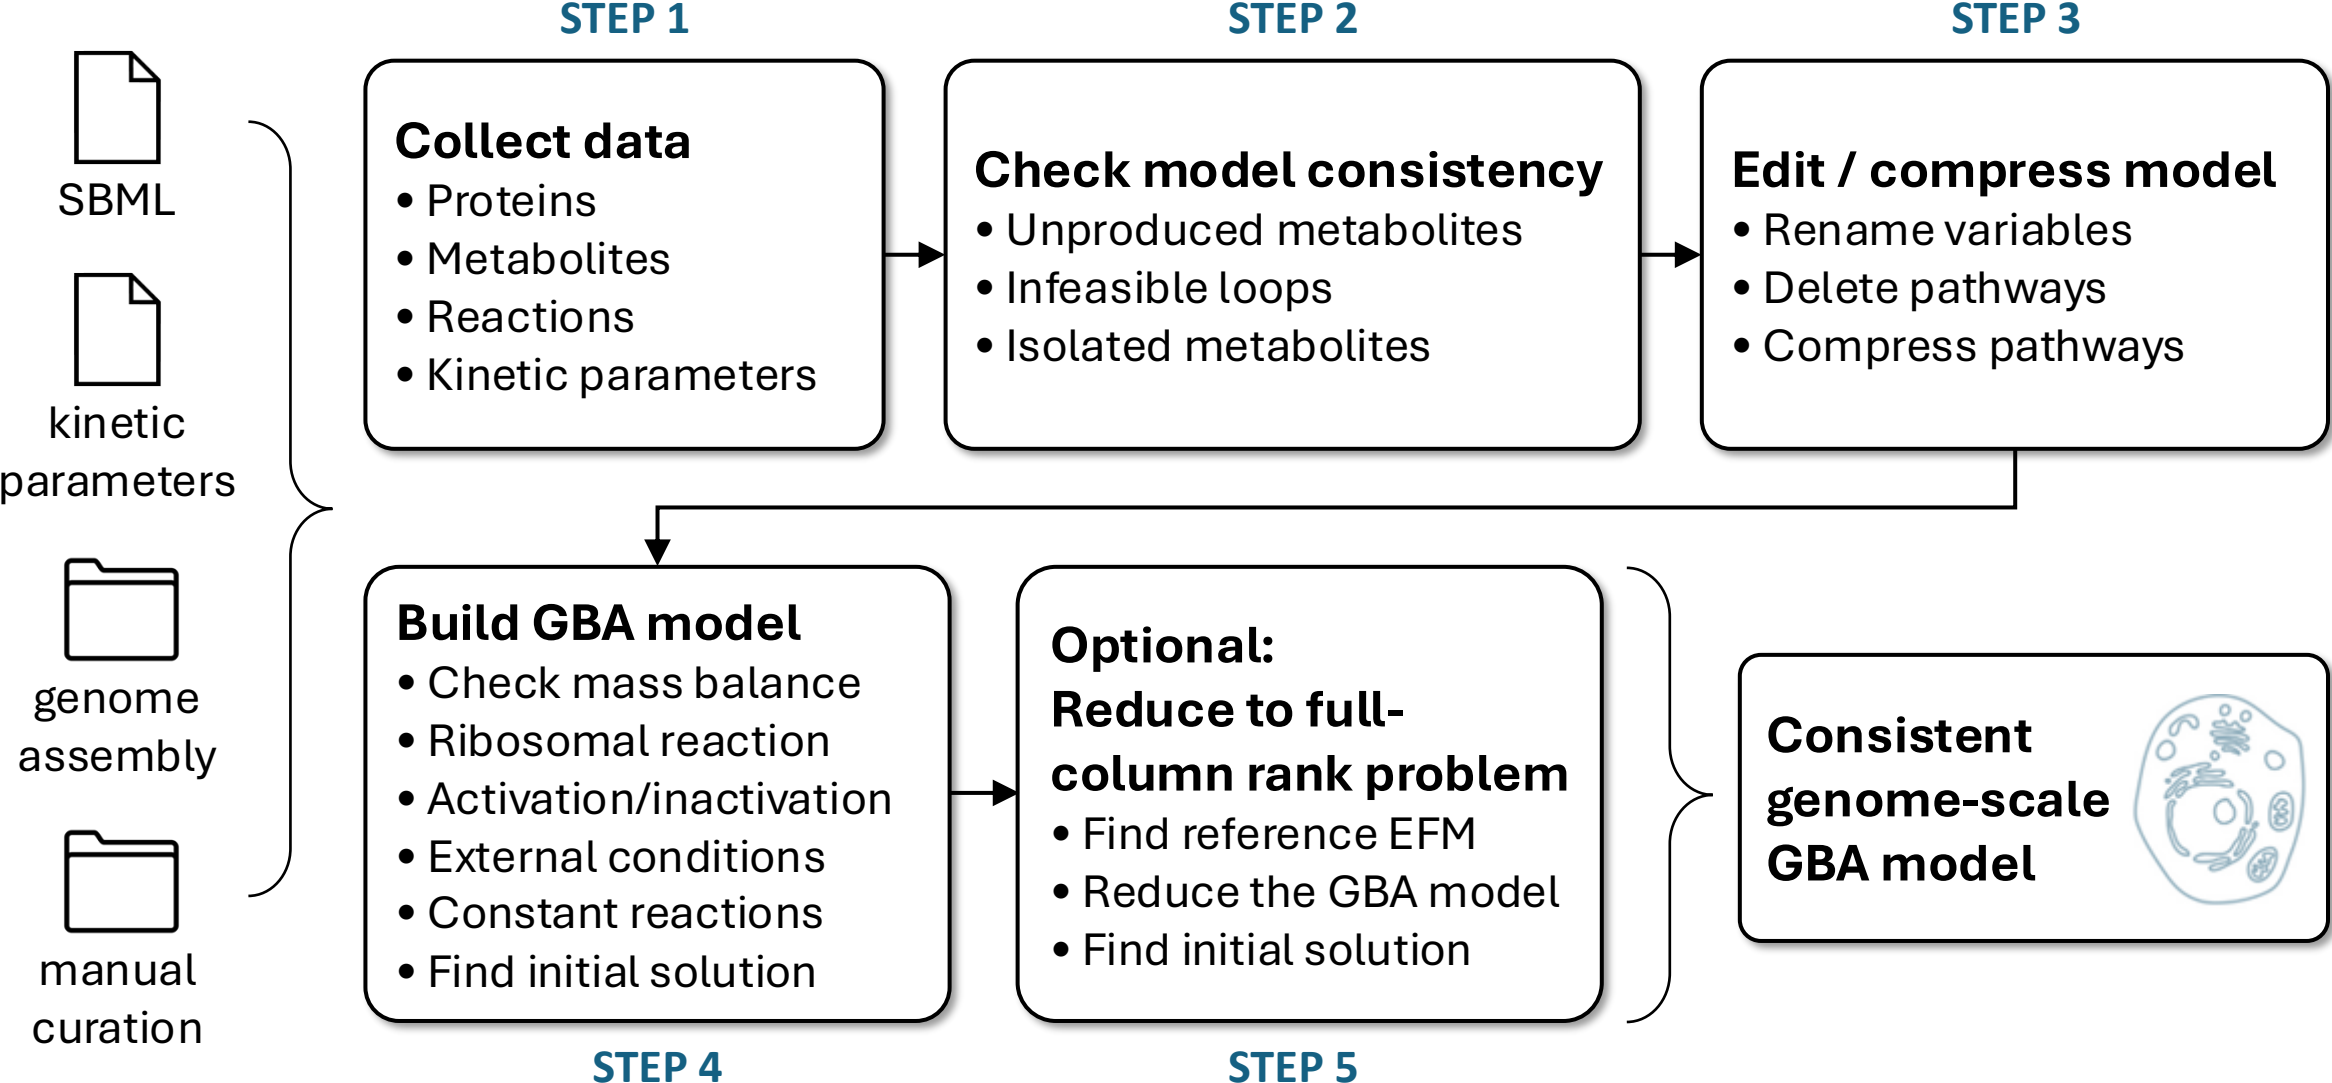 SBML
kinetic
parameters
genome
assembly
manual
curation
STEP 1
Collect data
• Proteins
• Metabolites
• Reactions
• Kinetic parameters
STEP 2
Check model consistency
• Unproduced metabolites
• Infeasible loops
• Isolated metabolites
STEP 3
Edit / compress model
• Rename variables
• Delete pathways
• Compress pathways
Build GBA model
• Check mass balance
• Ribosomal reaction
• Activation/inactivation
• External conditions
• Constant reactions
• Find initial solution
STEP 4
Optional:
Reduce to full-
column rank problem
• Find reference EFM
• Reduce the GBA model
• Find initial solution
STEP 5
Consistent
genome-scale
GBA model